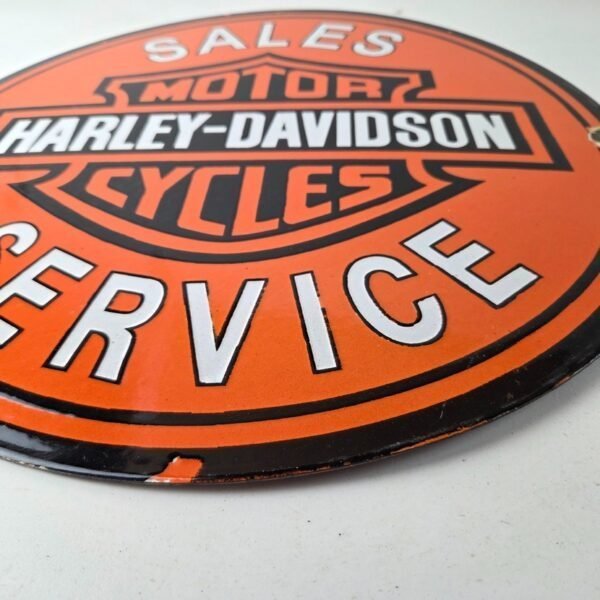 SALES
MOTOR
HARLEY-DAVIDSON
CYCLES
SERVICE